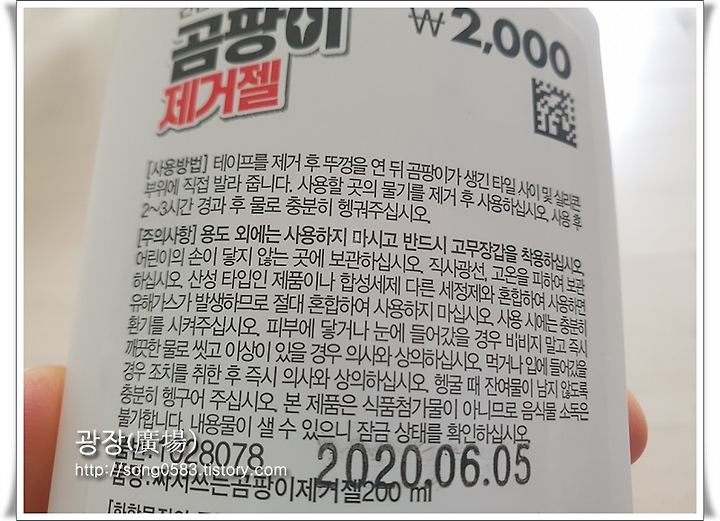 곰팡이 ₩2,000
제거젤
[사용방법] 테이프를 제거 후 뚜껑을 연 뒤 곰팡이가 생긴 타일 사이 및 실리콘
부위에 직접 발라 줍니다. 사용할 곳의 물기를 제거 후 사용하십시오. 사용 후
2~3시간 경과 후 물로 충분히 헹궈주십시오.
[주의사항] 용도 외에는 사용하지 마시고 반드시 고무장갑을 착용하십시오.
어린이의 손이 닿지 않는 곳에 보관하십시오. 직사광선, 고온을 피하여 보관
하십시오. 산성 타입인 제품이나 합성세제 다른 세정제와 혼합하여 사용하면
유해가스가 발생하므로 절대 혼합하여 사용하지 마십시오. 사용 시에는 충분히
환기를 시켜주십시오. 피부에 닿거나 눈에 들어갔을 경우 비비지 말고 즉시
깨끗한 물로 씻고 이상이 있을 경우 의사와 상의하십시오. 먹거나 입에 들어갔을
경우 조치를 취한 후 즉시 의사와 상의하십시오. 헹굴 때 잔여물이 남지 않도록
충분히 헹구어 주십시오. 본 제품은 식품첨가물이 아니므로 음식물 소독은
불가합니다. 내용물이 샐 수 있으니 잠금 상태를 확인하십시오.
광장(廣場)
1028078 2020.06.05
http://song0583.tistory.com
짜서쓰는곰팡이제거젤200 ml